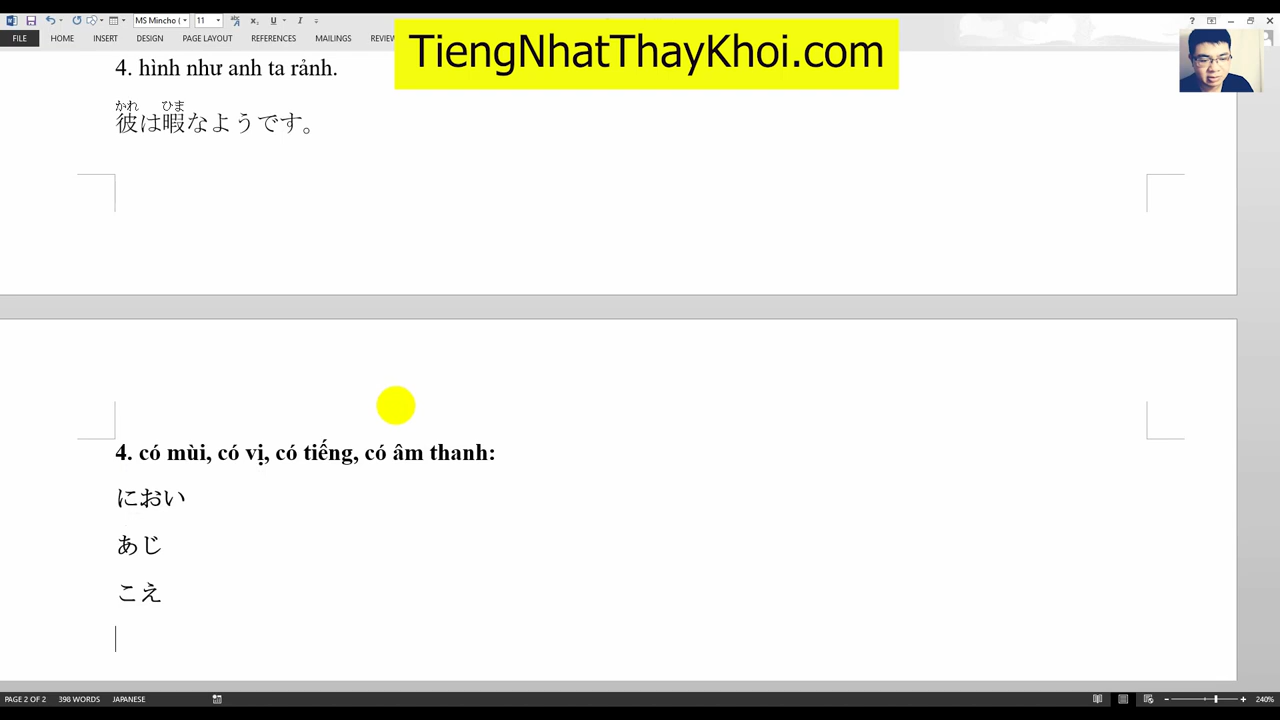 MS Mincho (
11
FILE
HOME
INSERT
DESIGN
PAGE LAYOUT
REFERENCES
MAILINGS
REVIEW
TiengNhatThayKhoi.com
4. hình như anh ta rảnh.
かれ ひま
彼は暇なようです。
4. có mùi, có vị, có tiếng, có âm thanh:
におい
あじ
こえ
PAGE 2 OF 2
398 WORDS
JAPANESE
240%